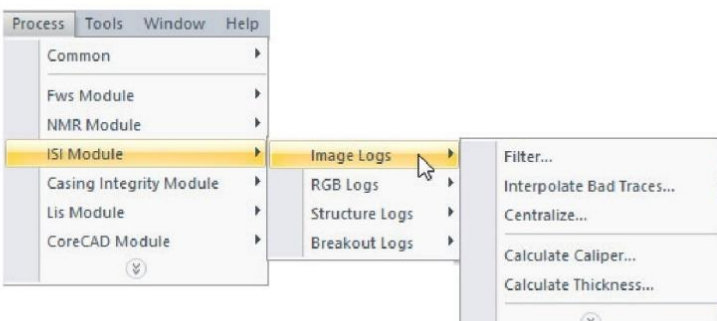 Process Tools Window Help
Common
Fws Module
NMR Module
ISI Module
Casing Integrity Module
Lis Module
CoreCAD Module
Image Logs
RGB Logs
Structure Logs
Breakout Logs
Filter...
Interpolate Bad Traces...
Centralize...
Calculate Caliper...
Calculate Thickness...